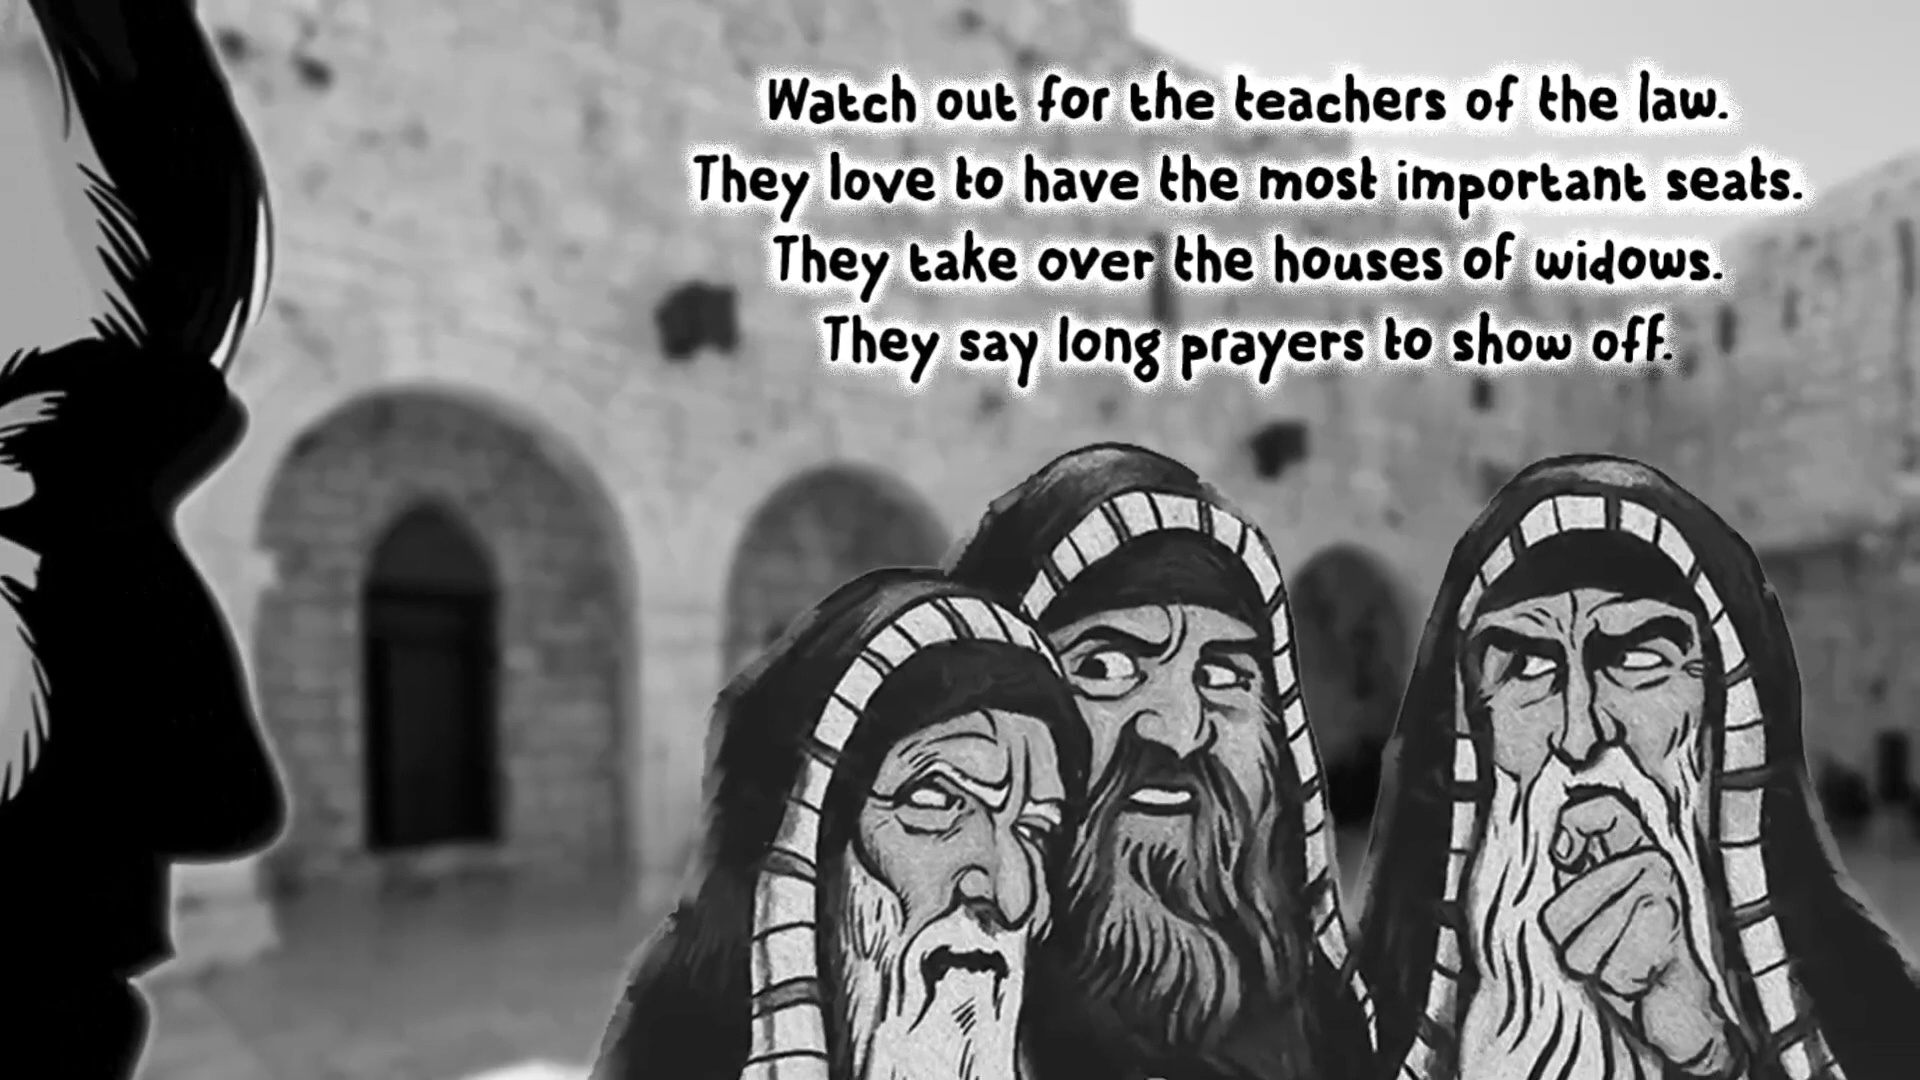 Watch out for the teachers of the law.
They love to have the most important seats.
They take over the houses of widows.
They say long prayers to show off.